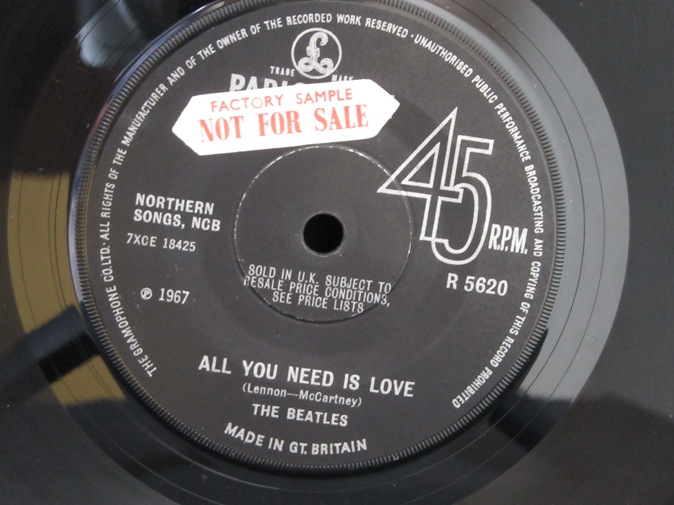 THE GRAMOPHONE CO. LTD. · ALL RIGHTS OF THE MANUFACTURER AND OF THE OWNER OF THE RECORDED WORK RESERVED · UNAUTHORISED PUBLIC PERFORMANCE BROADCASTING AND COPYING OF THIS RECORD PROHIBITED
£
TRADE MARK
FACTORY SAMPLE
NOT FOR SALE
45
R.P.M.
NORTHERN
SONGS, NCB
7XCE 18425
R 5620
SOLD IN U.K. SUBJECT TO
RESALE PRICE CONDITIONS,
SEE PRICE LISTS
℗ 1967
ALL YOU NEED IS LOVE
(Lennon—McCartney)
THE BEATLES
MADE IN GT. BRITAIN